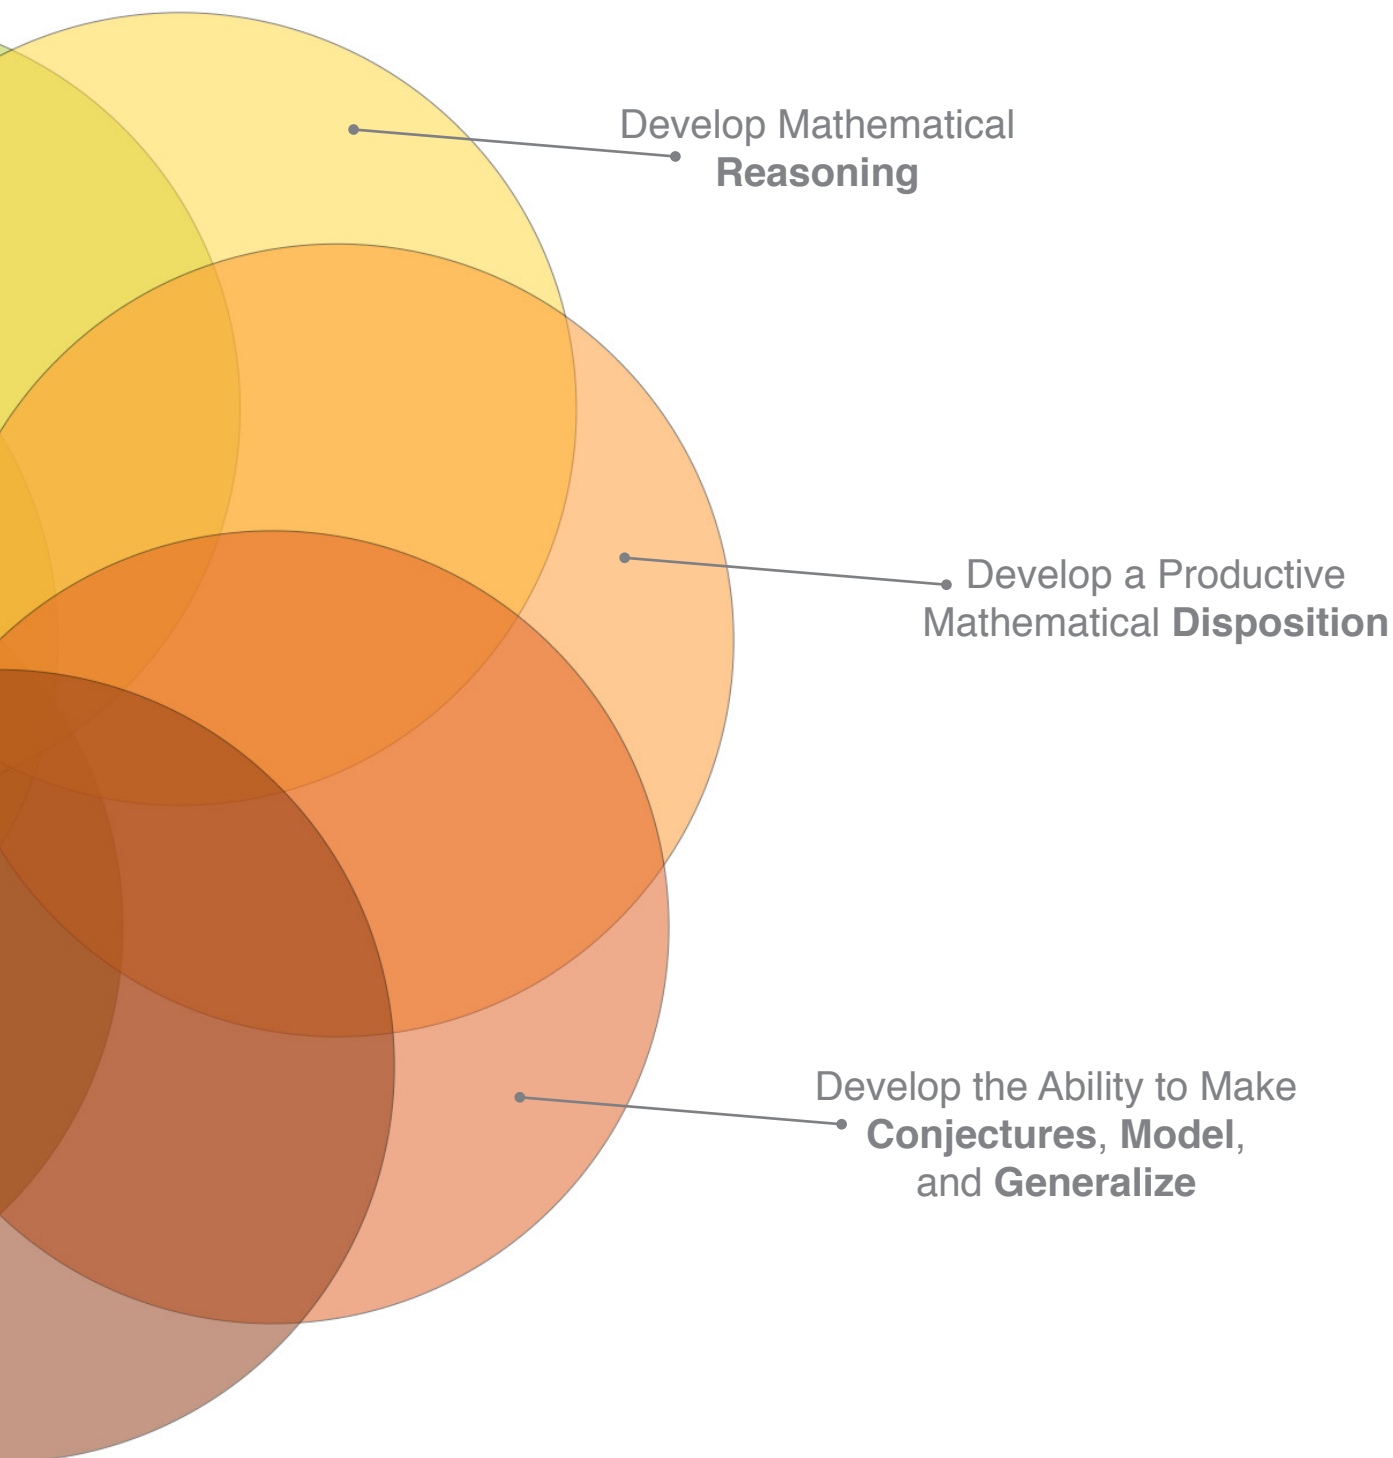 Develop Mathematical
Reasoning
Develop a Productive
Mathematical Disposition
Develop the Ability to Make
Conjectures, Model,
and Generalize